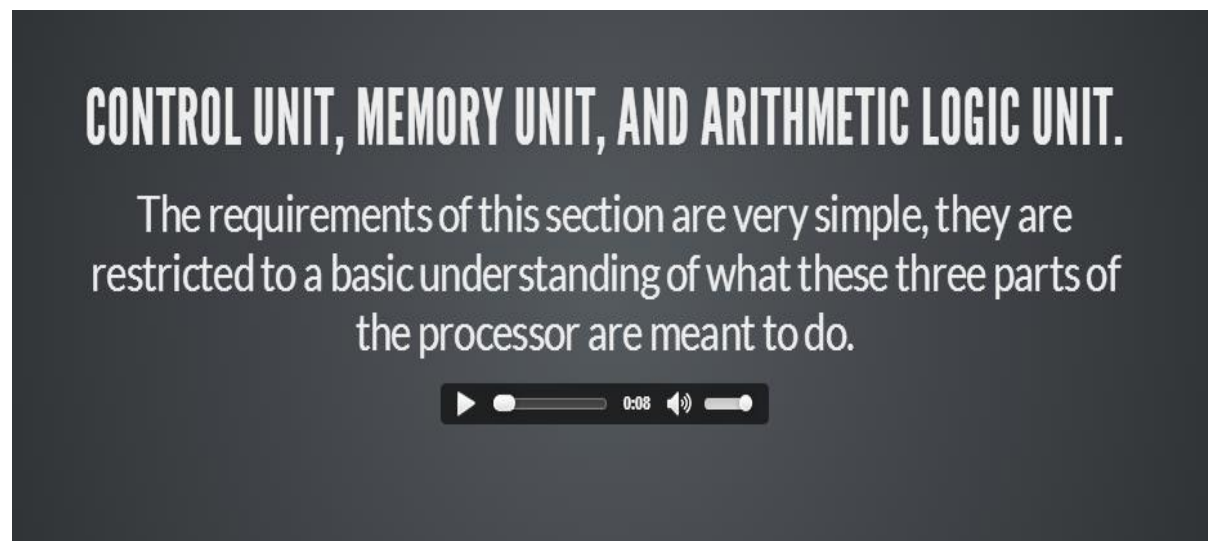 CONTROL UNIT, MEMORY UNIT, AND ARITHMETIC LOGIC UNIT.
The requirements of this section are very simple, they are
restricted to a basic understanding of what these three parts of
the processor are meant to do.
0:08